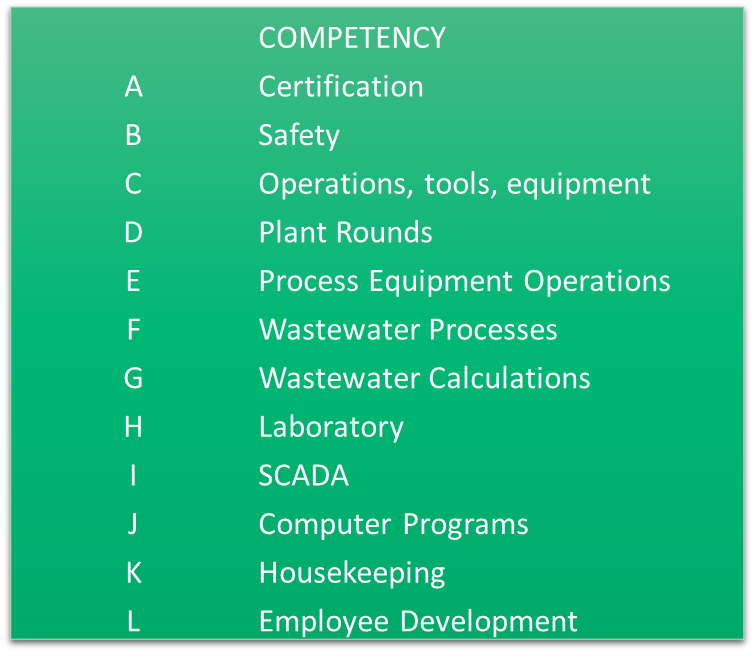 COMPETENCY
A Certification
B Safety
C Operations, tools, equipment
D Plant Rounds
E Process Equipment Operations
F Wastewater Processes
G Wastewater Calculations
H Laboratory
I SCADA
J Computer Programs
K Housekeeping
L Employee Development